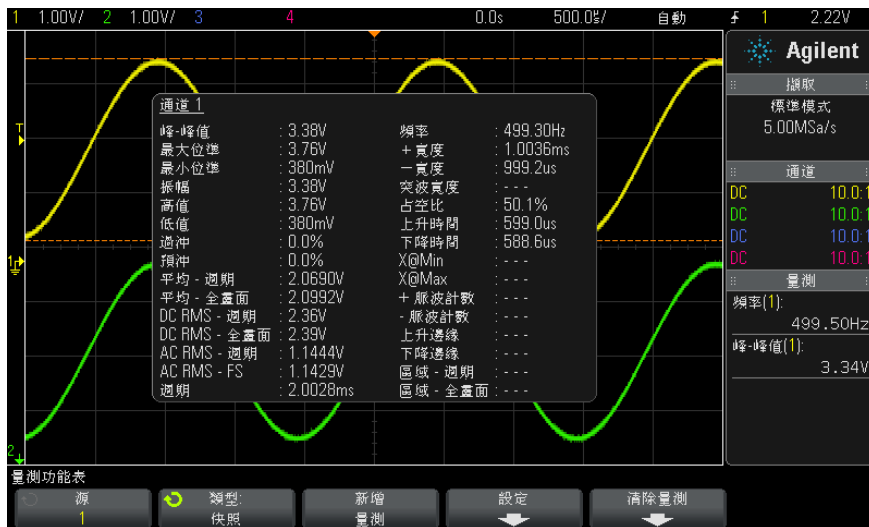 1 1.00V/ 2 1.00V/ 3 4 0.0s 500.0⅟ 自動 1 2.22V
Agilent
擷取
標準模式
5.00MSa/s
通道
DC 10.0:1
DC 10.0:1
DC 10.0:1
DC 10.0:1
量測
頻率(1):
499.50Hz
峰-峰值(1):
3.34V
T
1
2
通道 1
峰-峰值 : 3.38V
最大位準 : 3.76V
最小位準 : 380mV
振幅 : 3.38V
高值 : 3.76V
低值 : 380mV
過沖 : 0.0%
預沖 : 0.0%
平均 - 週期 : 2.0690V
平均 - 全畫面 : 2.0992V
DC RMS - 週期 : 2.36V
DC RMS - 全畫面 : 2.39V
AC RMS - 週期 : 1.1444V
AC RMS - FS : 1.1429V
週期 : 2.0028ms
頻率 : 499.30Hz
+ 寬度 : 1.0036ms
- 寬度 : 999.2us
突波寬度 : - - -
占空比 : 50.1%
上升時間 : 599.0us
下降時間 : 588.6us
X@Min : - - -
X@Max : - - -
+ 脈波計數 : - - -
- 脈波計數 : - - -
上升邊緣 : - - -
下降邊緣 : - - -
區域 - 週期 : - - -
區域 - 全畫面 : - - -
量測功能表
源
1
類型:
快照
新增
量測
設定
清除量測